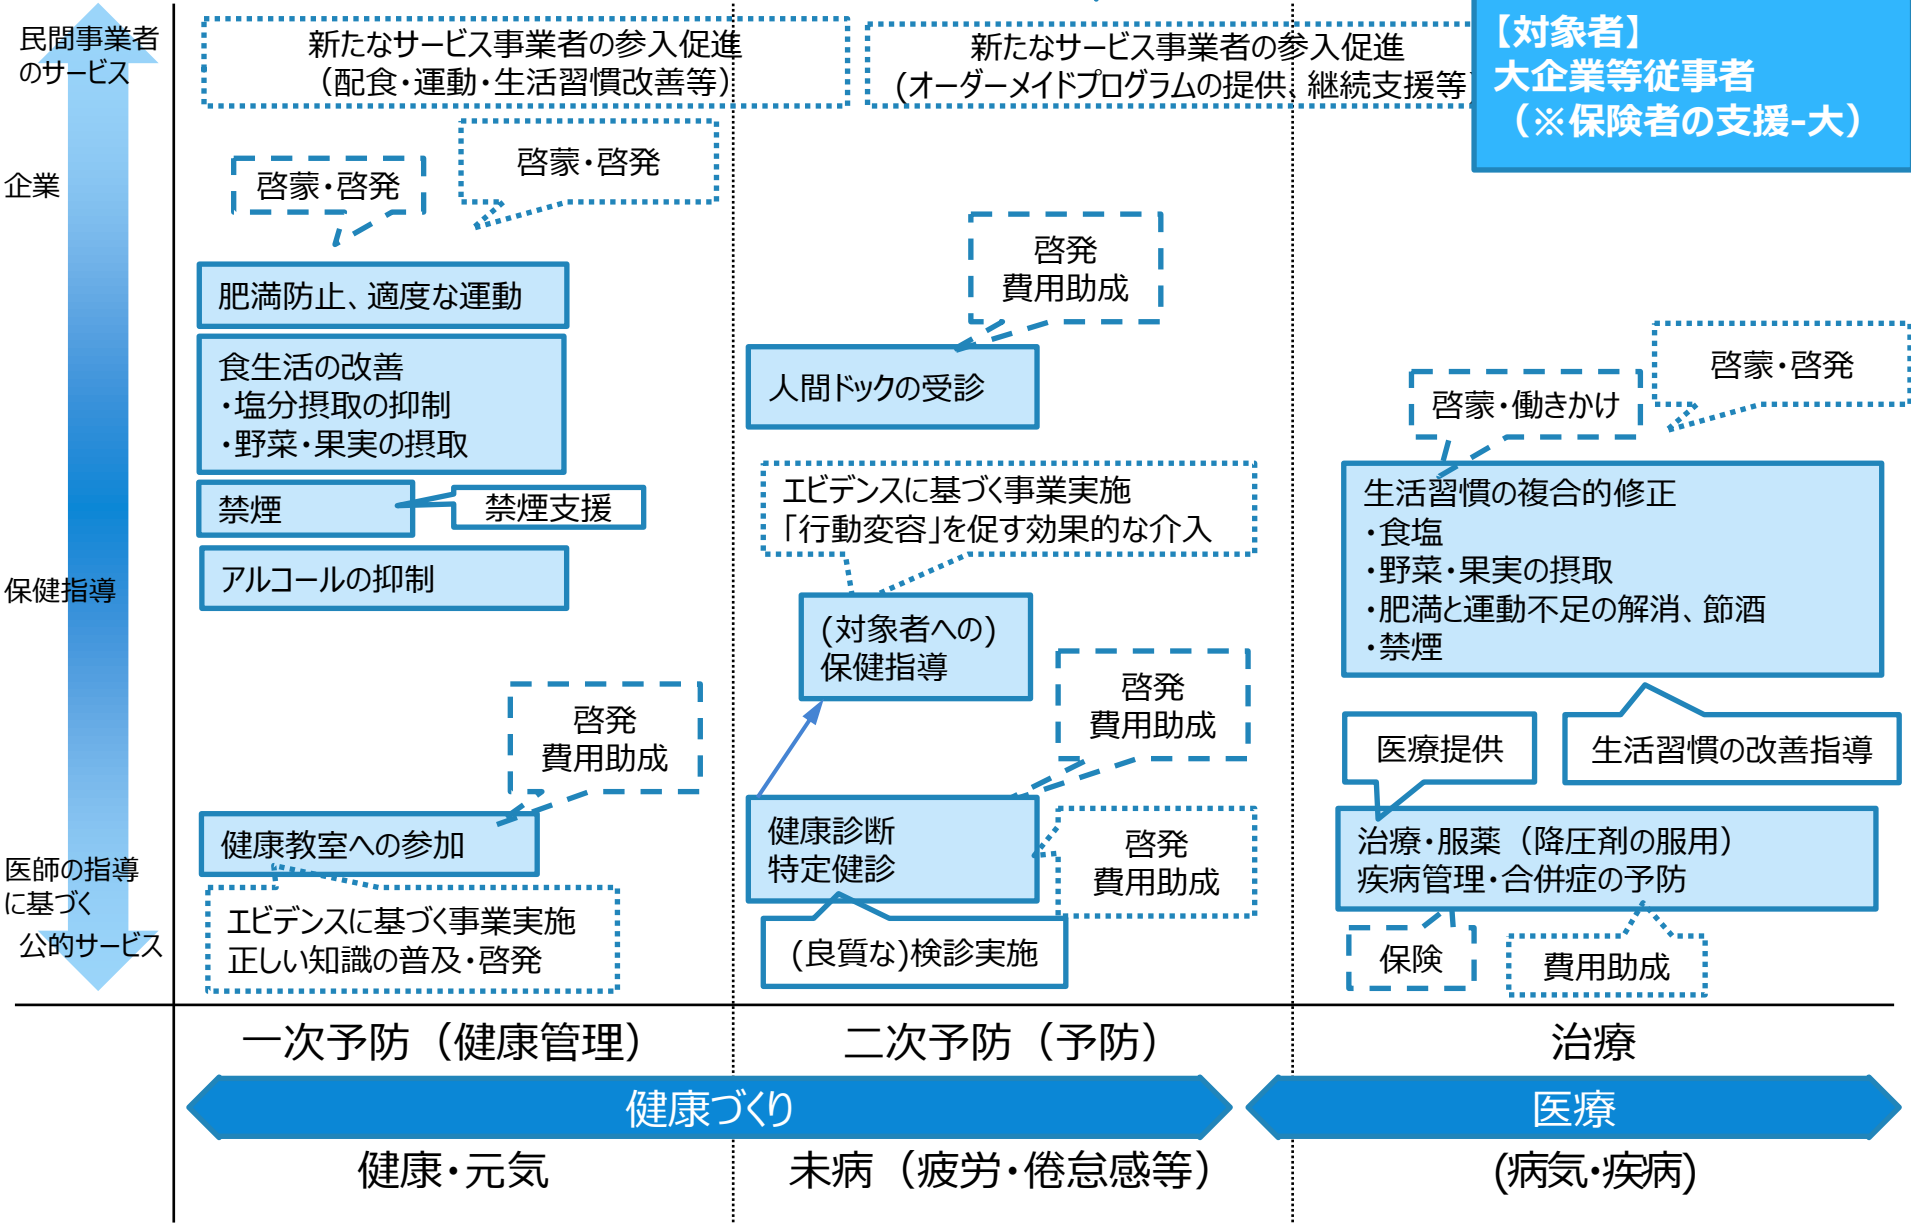 民間事業者
のサービス
企業
保健指導
医師の指導
に基づく
公的サービス
新たなサービス事業者の参入促進
（配食・運動・生活習慣改善等）
新たなサービス事業者の参入促進
(オーダーメイドプログラムの提供、継続支援等)
【対象者】
大企業等従事者
（※保険者の支援-大）
啓蒙・啓発
啓蒙・啓発
肥満防止、適度な運動
食生活の改善
・塩分摂取の抑制
・野菜・果実の摂取
禁煙
禁煙支援
アルコールの抑制
啓発
費用助成
健康教室への参加
エビデンスに基づく事業実施
正しい知識の普及・啓発
啓発
費用助成
人間ドックの受診
エビデンスに基づく事業実施
「行動変容」を促す効果的な介入
(対象者への)
保健指導
啓発
費用助成
健康診断
特定健診
啓発
費用助成
(良質な)検診実施
啓蒙・働きかけ
啓蒙・啓発
生活習慣の複合的修正
・食塩
・野菜・果実の摂取
・肥満と運動不足の解消、節酒
・禁煙
医療提供
生活習慣の改善指導
治療・服薬（降圧剤の服用）
疾病管理・合併症の予防
保険
費用助成
一次予防（健康管理）
二次予防（予防）
治療
健康づくり
医療
健康・元気
未病（疲労・倦怠感等）
(病気・疾病)